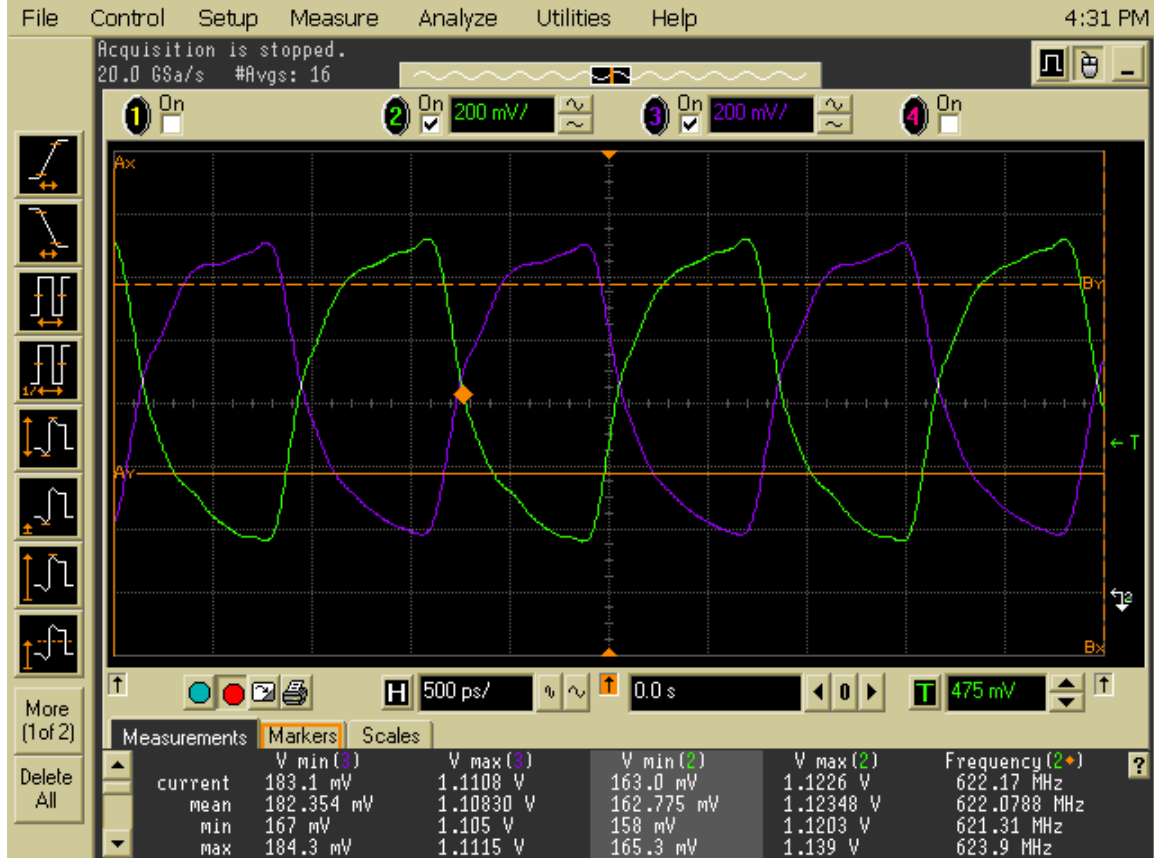 File Control Setup Measure Analyze Utilities Help 4:31 PM
Acquisition is stopped.
20.0 GSa/s #Avgs: 16
1 On 2 On 200 mV/ 3 On 200 mV/ 4 On
Ax
BY
T
AY
2
Bx
1/
More
(1of 2)
Delete
All
H 500 ps/ 0.0 s 0 T 475 mV
Measurements Markers Scales
V min(3) V max(3) V min(2) V max(2) Frequency(2) ?
current 183.1 mV 1.1108 V 163.0 mV 1.1226 V 622.17 MHz
mean 182.354 mV 1.10830 V 162.775 mV 1.12348 V 622.0788 MHz
min 167 mV 1.105 V 158 mV 1.1203 V 621.31 MHz
max 184.3 mV 1.1115 V 165.3 mV 1.139 V 623.9 MHz